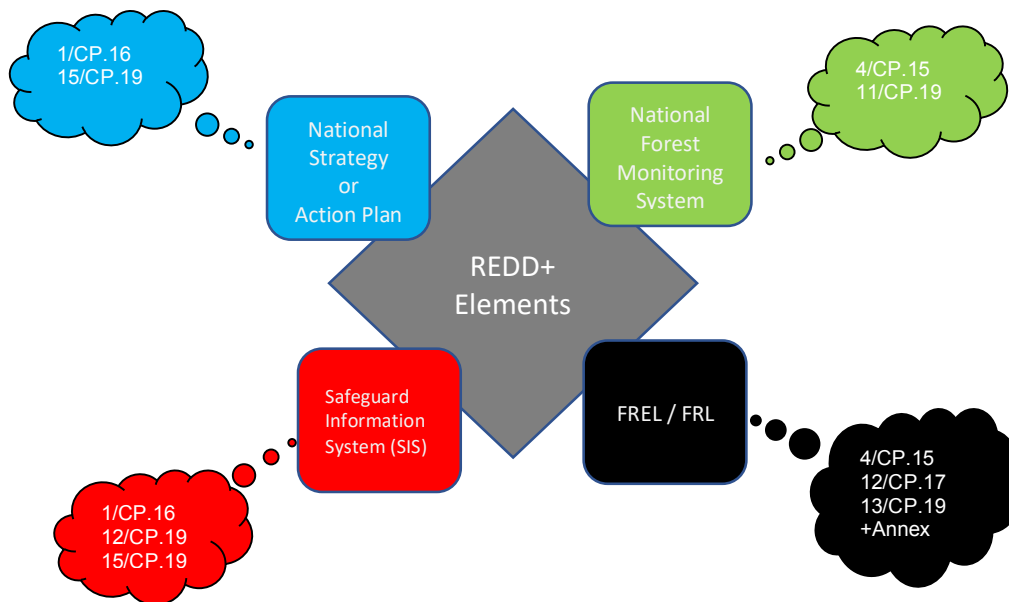 1/CP.16
15/CP.19
4/CP.15
11/CP.19
National
Strategy
or
Action Plan
National
Forest
Monitoring
System
REDD+
Elements
Safeguard
Information
System (SIS)
FREL / FRL
1/CP.16
12/CP.19
15/CP.19
4/CP.15
12/CP.17
13/CP.19
+Annex